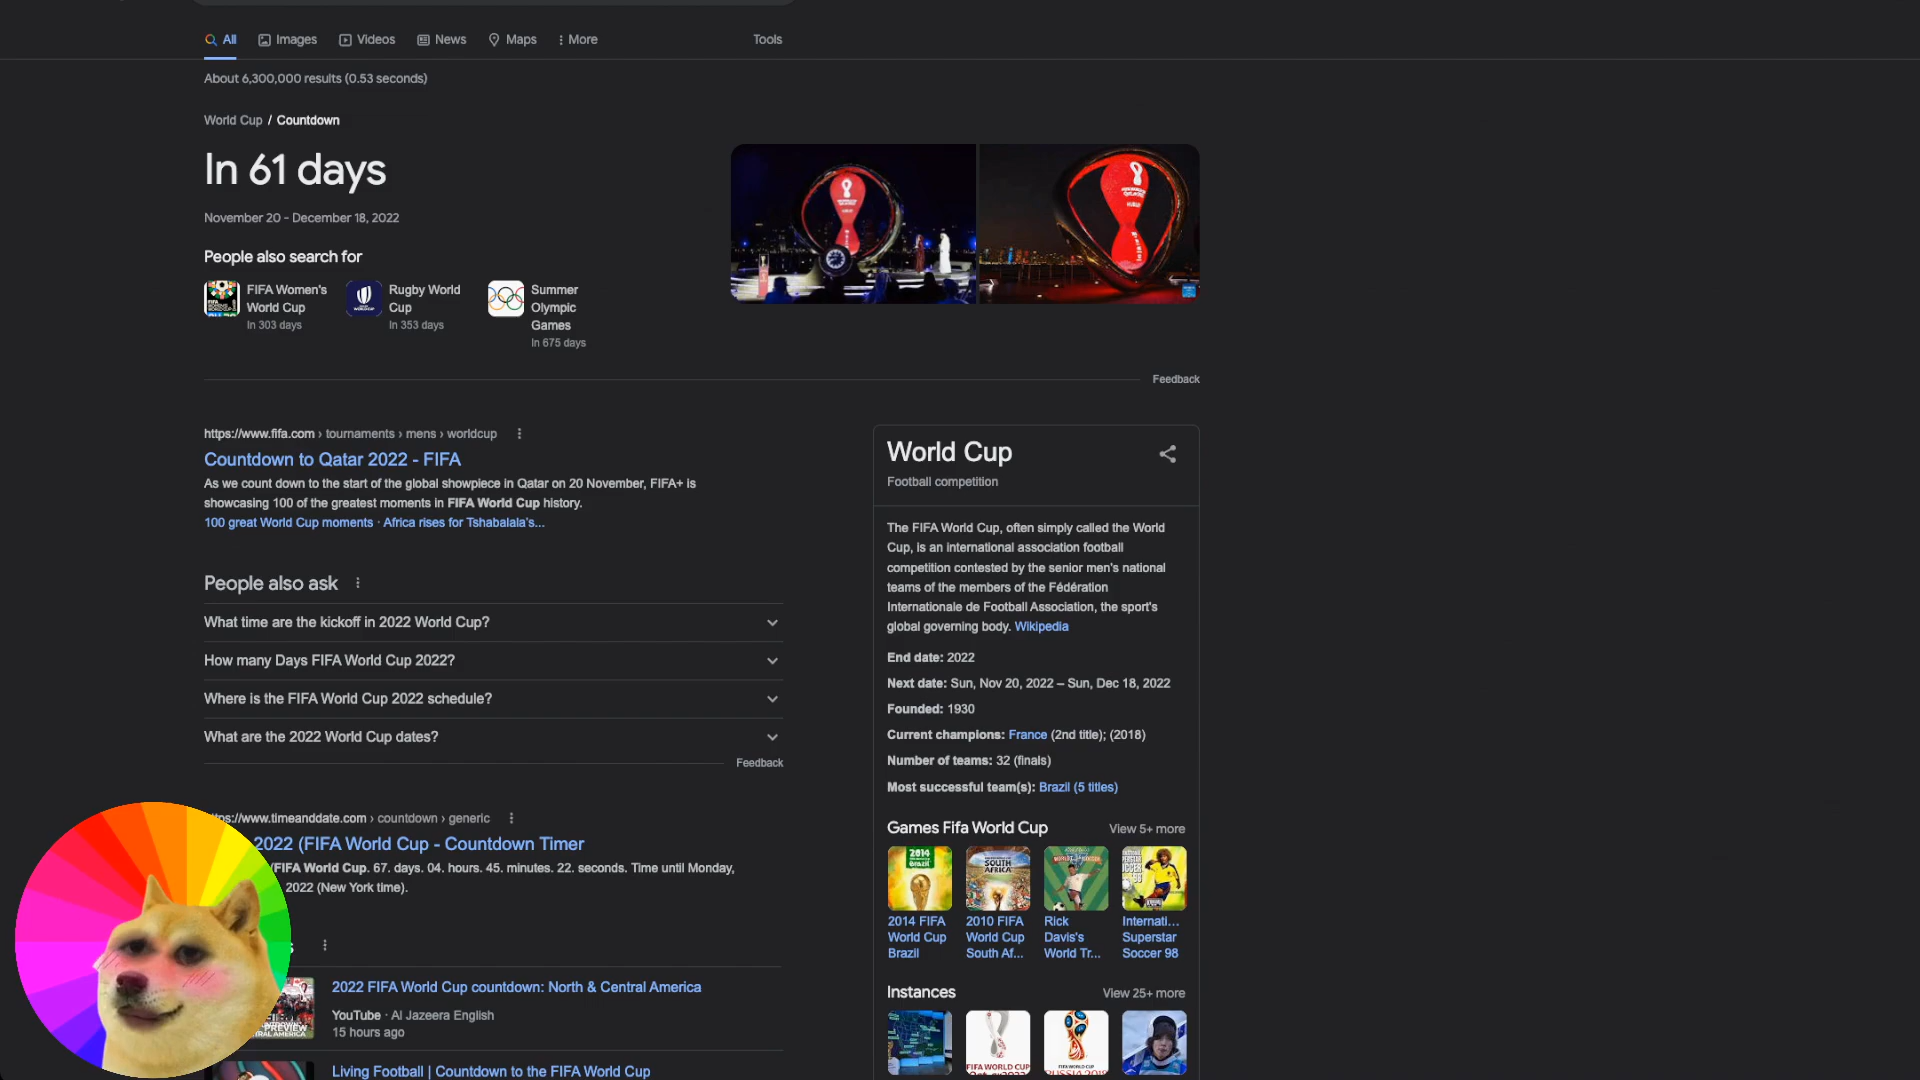 All
Images
Videos
News
Maps
More
Tools
About 6,300,000 results (0.53 seconds)
World Cup / Countdown
In 61 days
November 20 - December 18, 2022
People also search for
FIFA Women's
World Cup
In 303 days
Rugby World
Cup
In 353 days
Summer
Olympic
Games
In 675 days
Feedback
https://www.fifa.com › tournaments › mens › worldcup
Countdown to Qatar 2022 - FIFA
As we count down to the start of the global showpiece in Qatar on 20 November, FIFA+ is
showcasing 100 of the greatest moments in FIFA World Cup history.
100 great World Cup moments · Africa rises for Tshabalala's...
People also ask
What time are the kickoff in 2022 World Cup?
How many Days FIFA World Cup 2022?
Where is the FIFA World Cup 2022 schedule?
What are the 2022 World Cup dates?
Feedback
www.timeanddate.com › countdown › generic
2022 (FIFA World Cup - Countdown Timer
FIFA World Cup. 67. days. 04. hours. 45. minutes. 22. seconds. Time until Monday,
2022 (New York time).
2022 FIFA World Cup countdown: North & Central America
YouTube · Al Jazeera English
15 hours ago
Living Football | Countdown to the FIFA World Cup
World Cup
Football competition
The FIFA World Cup, often simply called the World
Cup, is an international association football
competition contested by the senior men's national
teams of the members of the Fédération
Internationale de Football Association, the sport's
global governing body. Wikipedia
End date: 2022
Next date: Sun, Nov 20, 2022 – Sun, Dec 18, 2022
Founded: 1930
Current champions: France (2nd title); (2018)
Number of teams: 32 (finals)
Most successful team(s): Brazil (5 titles)
Games Fifa World Cup
View 5+ more
2014 FIFA
World Cup
Brazil
2010 FIFA
World Cup
South Af...
Rick
Davis's
World Tr...
Internati...
Superstar
Soccer 98
Instances
View 25+ more
FIFA WORLD CUP
FIFA WORLD CUP
RUSSIA 2018